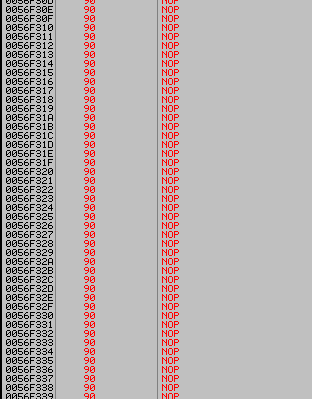 0056F30D 90 NOP
0056F30E 90 NOP
0056F30F 90 NOP
0056F310 90 NOP
0056F311 90 NOP
0056F312 90 NOP
0056F313 90 NOP
0056F314 90 NOP
0056F315 90 NOP
0056F316 90 NOP
0056F317 90 NOP
0056F318 90 NOP
0056F319 90 NOP
0056F31A 90 NOP
0056F31B 90 NOP
0056F31C 90 NOP
0056F31D 90 NOP
0056F31E 90 NOP
0056F31F 90 NOP
0056F320 90 NOP
0056F321 90 NOP
0056F322 90 NOP
0056F323 90 NOP
0056F324 90 NOP
0056F325 90 NOP
0056F326 90 NOP
0056F327 90 NOP
0056F328 90 NOP
0056F329 90 NOP
0056F32A 90 NOP
0056F32B 90 NOP
0056F32C 90 NOP
0056F32D 90 NOP
0056F32E 90 NOP
0056F32F 90 NOP
0056F330 90 NOP
0056F331 90 NOP
0056F332 90 NOP
0056F333 90 NOP
0056F334 90 NOP
0056F335 90 NOP
0056F336 90 NOP
0056F337 90 NOP
0056F338 90 NOP
0056F339 90 NOP